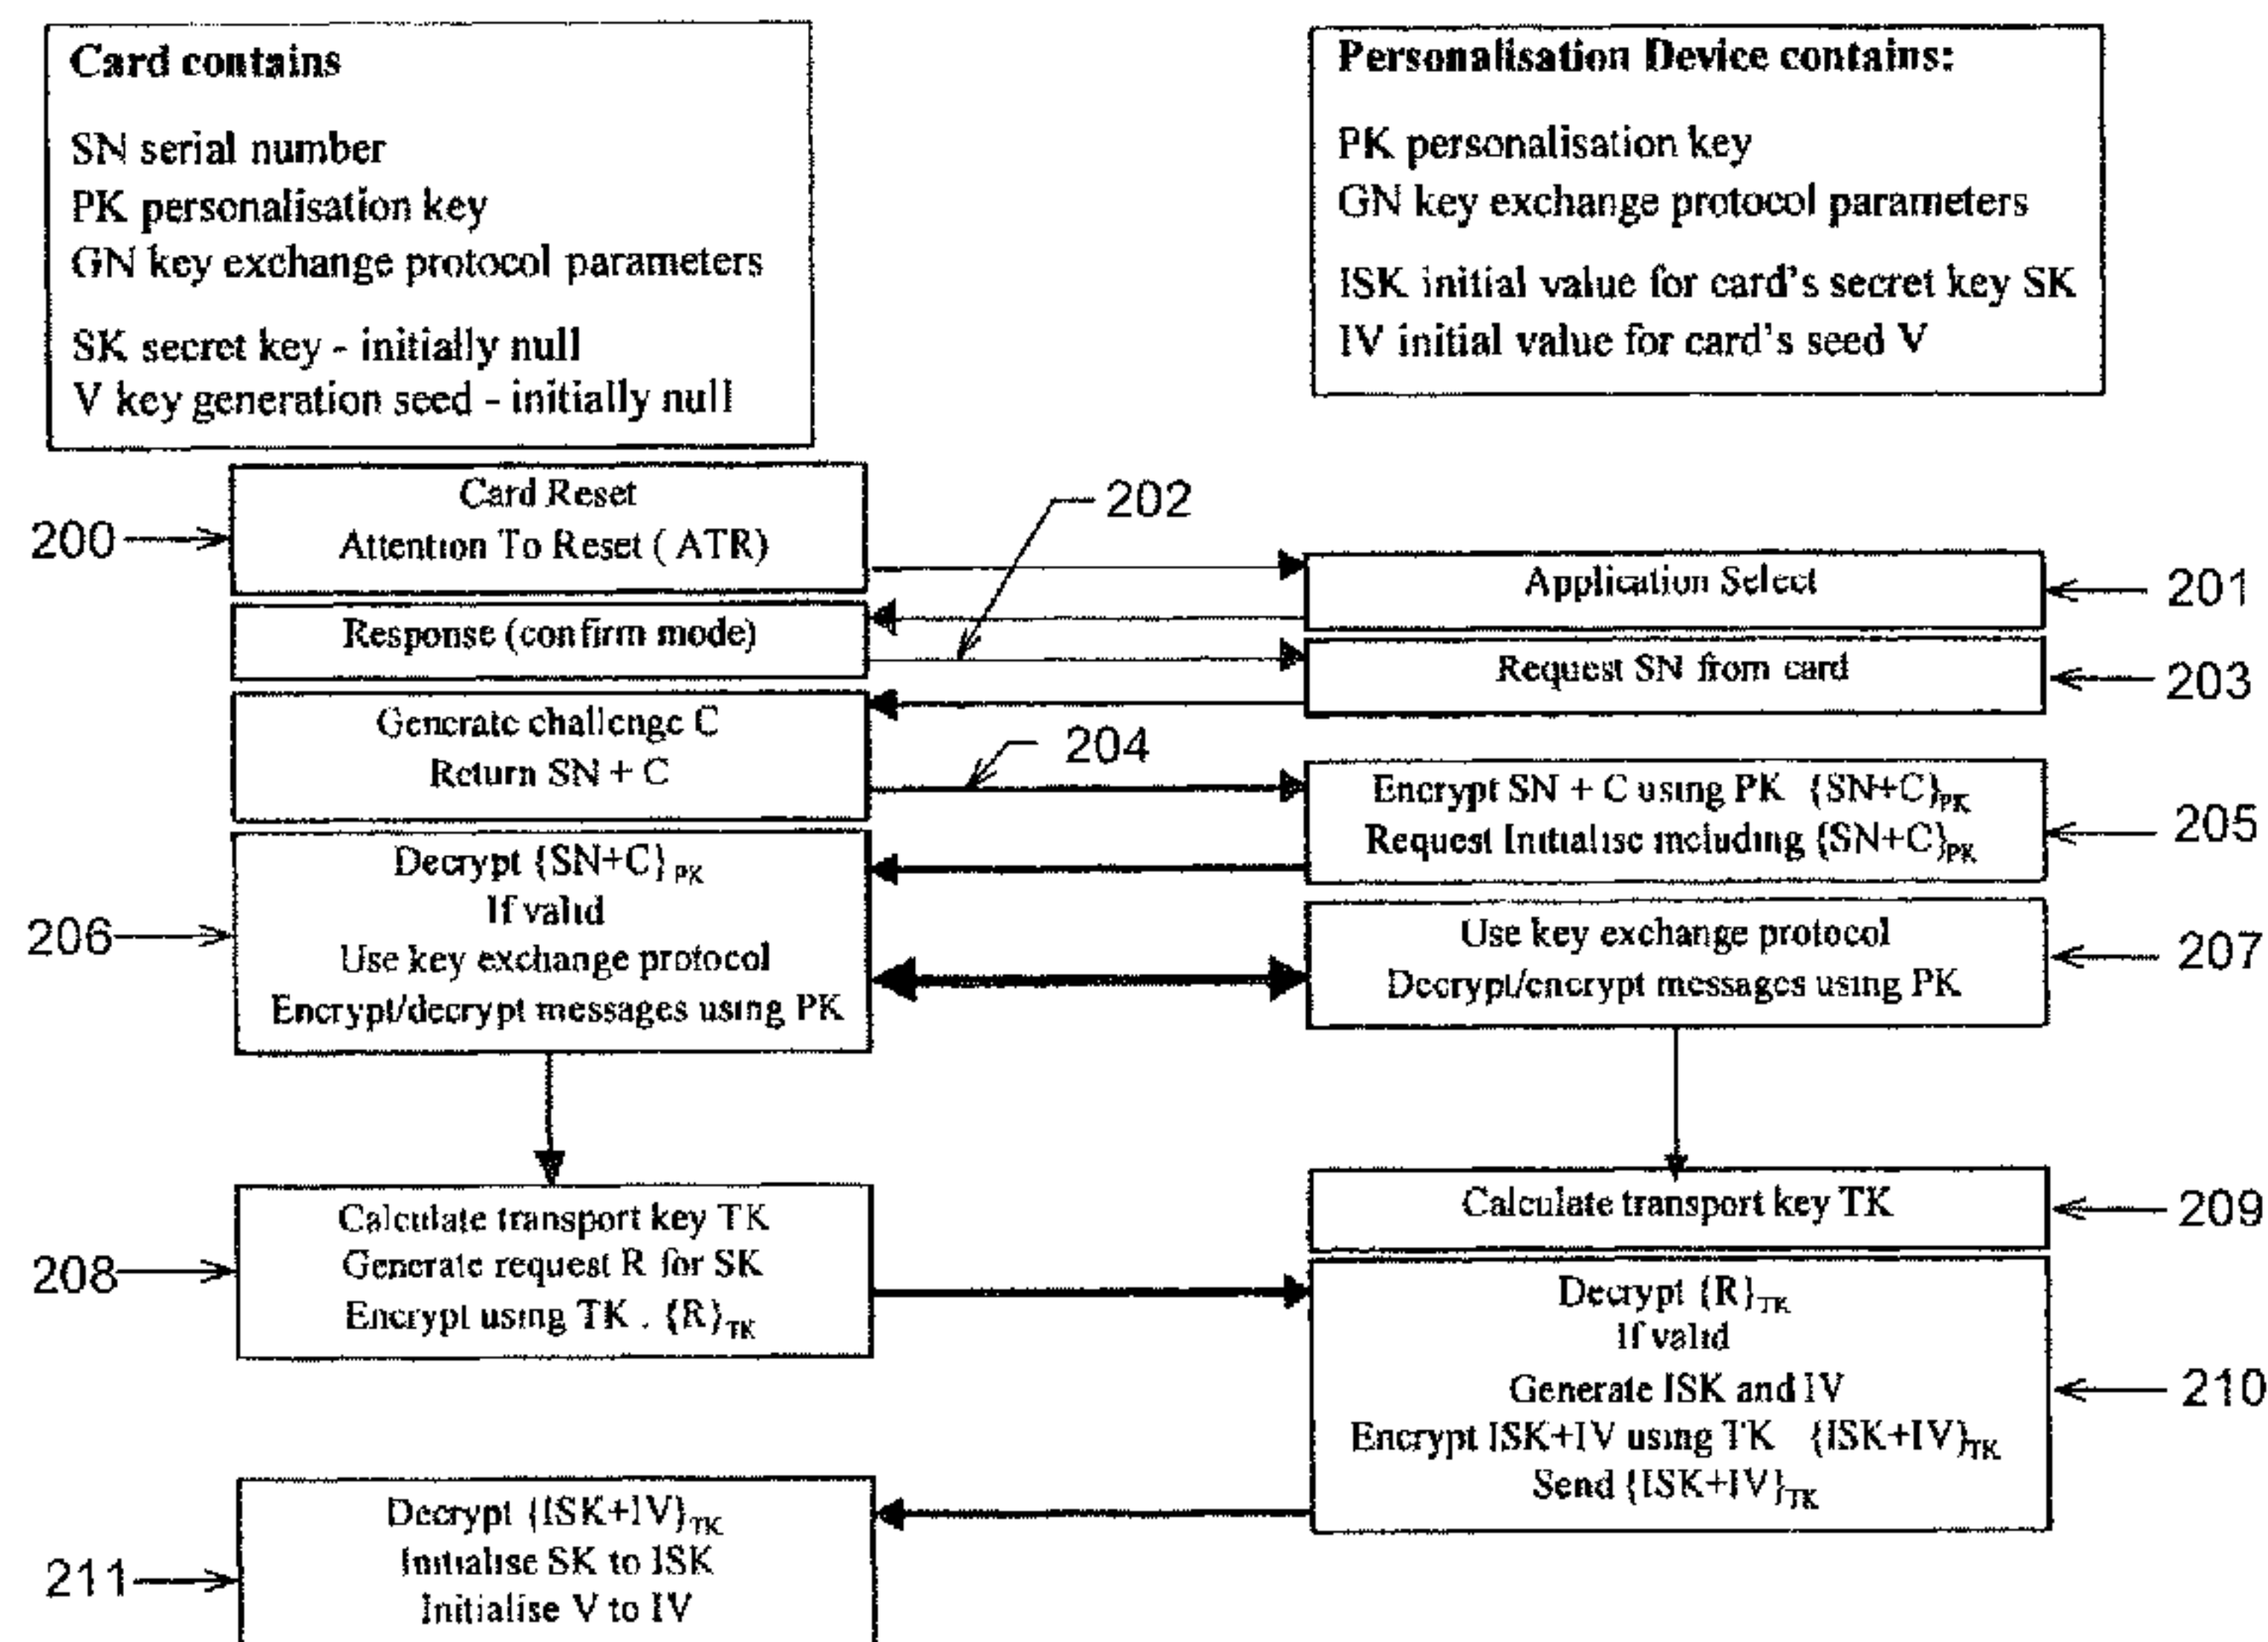 Card contains
SN serial number
PK personalisation key
GN key exchange protocol parameters
SK secret key - initially null
V key generation seed - initially null
Personalisation Device contains:
PK personalisation key
GN key exchange protocol parameters
ISK initial value for card's secret key SK
IV initial value for card's seed V
200
Card Reset
Attention To Reset ( ATR)
202
Application Select
201
Response (confirm mode)
Request SN from card
203
Generate challenge C
Return SN + C
204
Encrypt SN + C using PK {SN+C}PK
Request Initialise including {SN+C}PK
205
206
Decrypt {SN+C} PK
If valid
Use key exchange protocol
Encrypt/decrypt messages using PK
Use key exchange protocol
Decrypt/encrypt messages using PK
207
208
Calculate transport key TK
Generate request R for SK
Encrypt using TK . {R}TK
Calculate transport key TK
209
Decrypt {R}TK
If valid
Generate ISK and IV
Encrypt ISK+IV using TK {ISK+IV}TK
Send {ISK+IV}TK
210
211
Decrypt {ISK+IV}TK
Initialise SK to ISK
Initialise V to IV